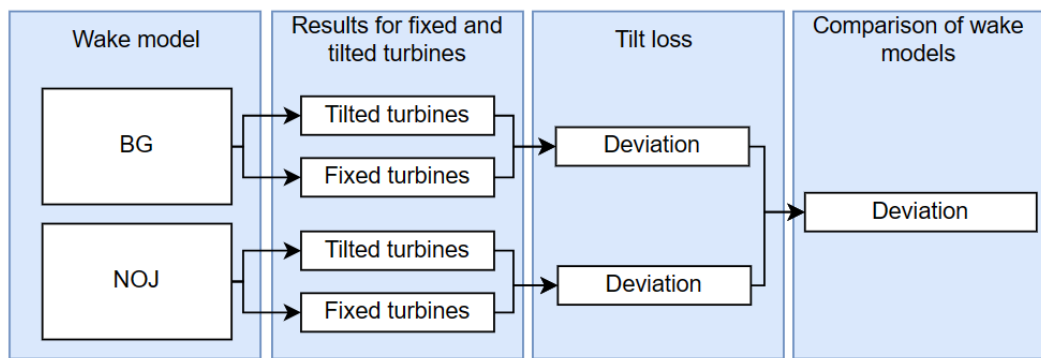 Wake model
Results for fixed and
tilted turbines
Tilt loss
Comparison of wake
models
BG
Tilted turbines
Fixed turbines
Deviation
Deviation
NOJ
Tilted turbines
Fixed turbines
Deviation